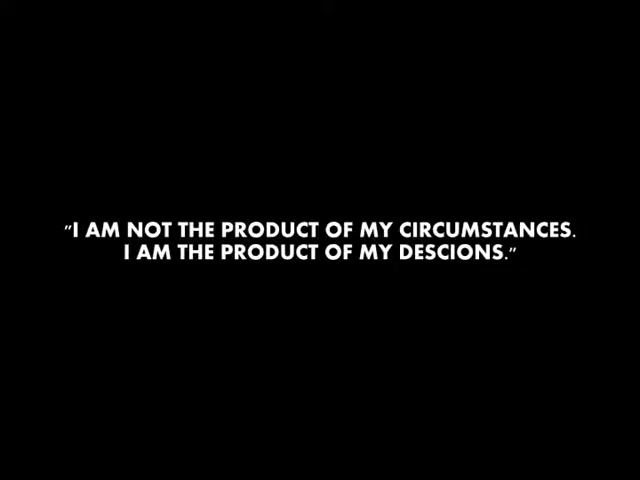 "I AM NOT THE PRODUCT OF MY CIRCUMSTANCES.
I AM THE PRODUCT OF MY DESCIONS."